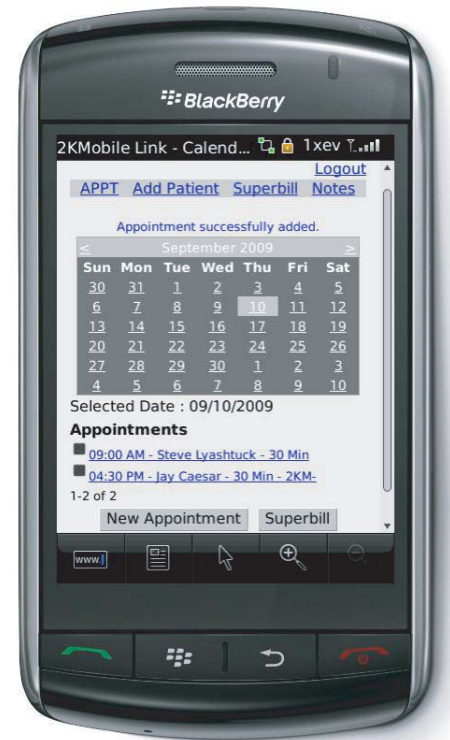 BlackBerry
2KMobile Link - Calend... 1xev
Logout
APPT Add Patient Superbill Notes
Appointment successfully added.
< September 2009 >
Sun Mon Tue Wed Thu Fri Sat
30 31 1 2 3 4 5
6 7 8 9 10 11 12
13 14 15 16 17 18 19
20 21 22 23 24 25 26
27 28 29 30 1 2 3
4 5 6 7 8 9 10
Selected Date : 09/10/2009
Appointments
09:00 AM - Steve Lyashtuck - 30 Min
04:30 PM - Jay Caesar - 30 Min - 2KM-
1-2 of 2
New Appointment Superbill
www.